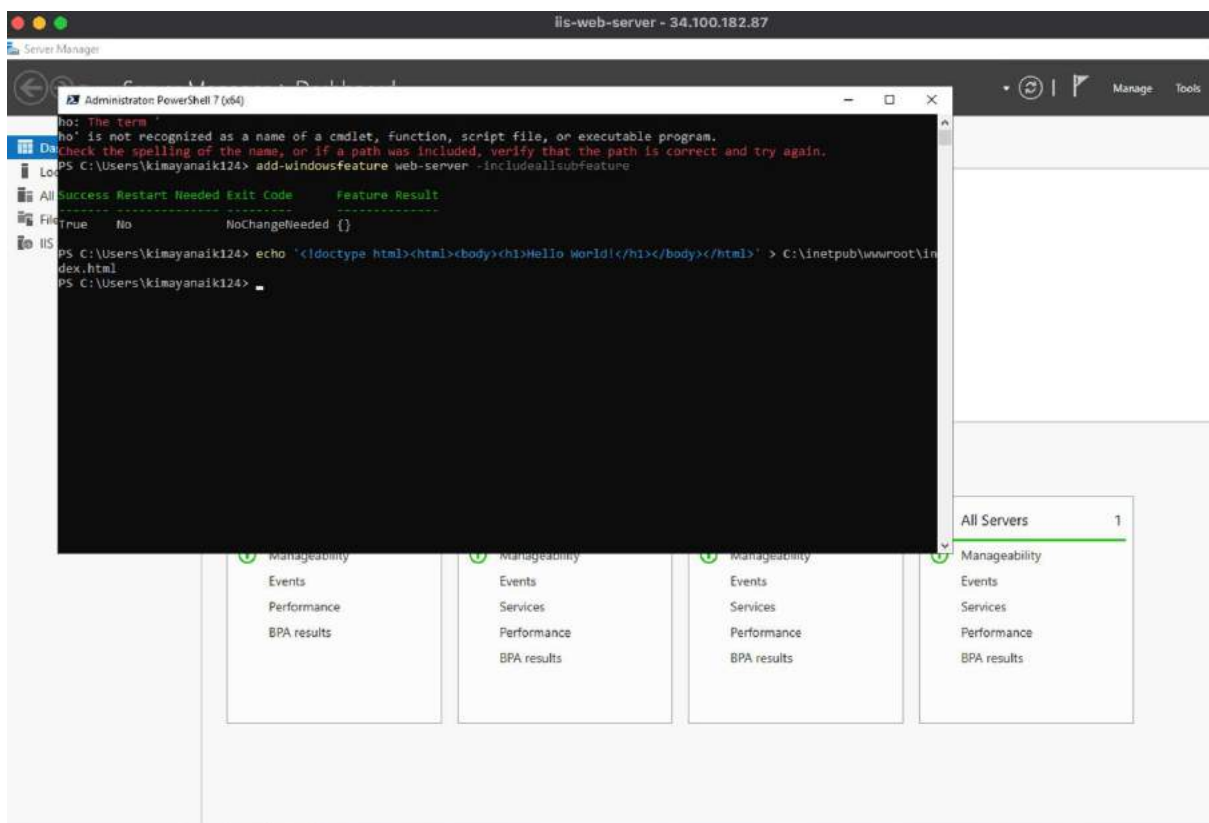 iis-web-server - 34.100.182.87
Server Manager
Manage Tools
Administrator: PowerShell 7 (x64)
ho: The term '
ho' is not recognized as a name of a cmdlet, function, script file, or executable program.
Check the spelling of the name, or if a path was included, verify that the path is correct and try again.
PS C:\Users\kimayanaik124> add-windowsfeature web-server -includeallsubfeature
Success Restart Needed Exit Code Feature Result
------- -------------- --------- --------------
True No NoChangeNeeded {}
PS C:\Users\kimayanaik124> echo '<!doctype html><html><body><h1>Hello World!</h1></body></html>' > C:\inetpub\wwwroot\in
dex.html
PS C:\Users\kimayanaik124>
Da
Loc
All
File
IIS
All Servers 1
Manageability Manageability Manageability Manageability
Events Events Events Events
Performance Services Services Services
BPA results Performance Performance Performance
BPA results BPA results BPA results